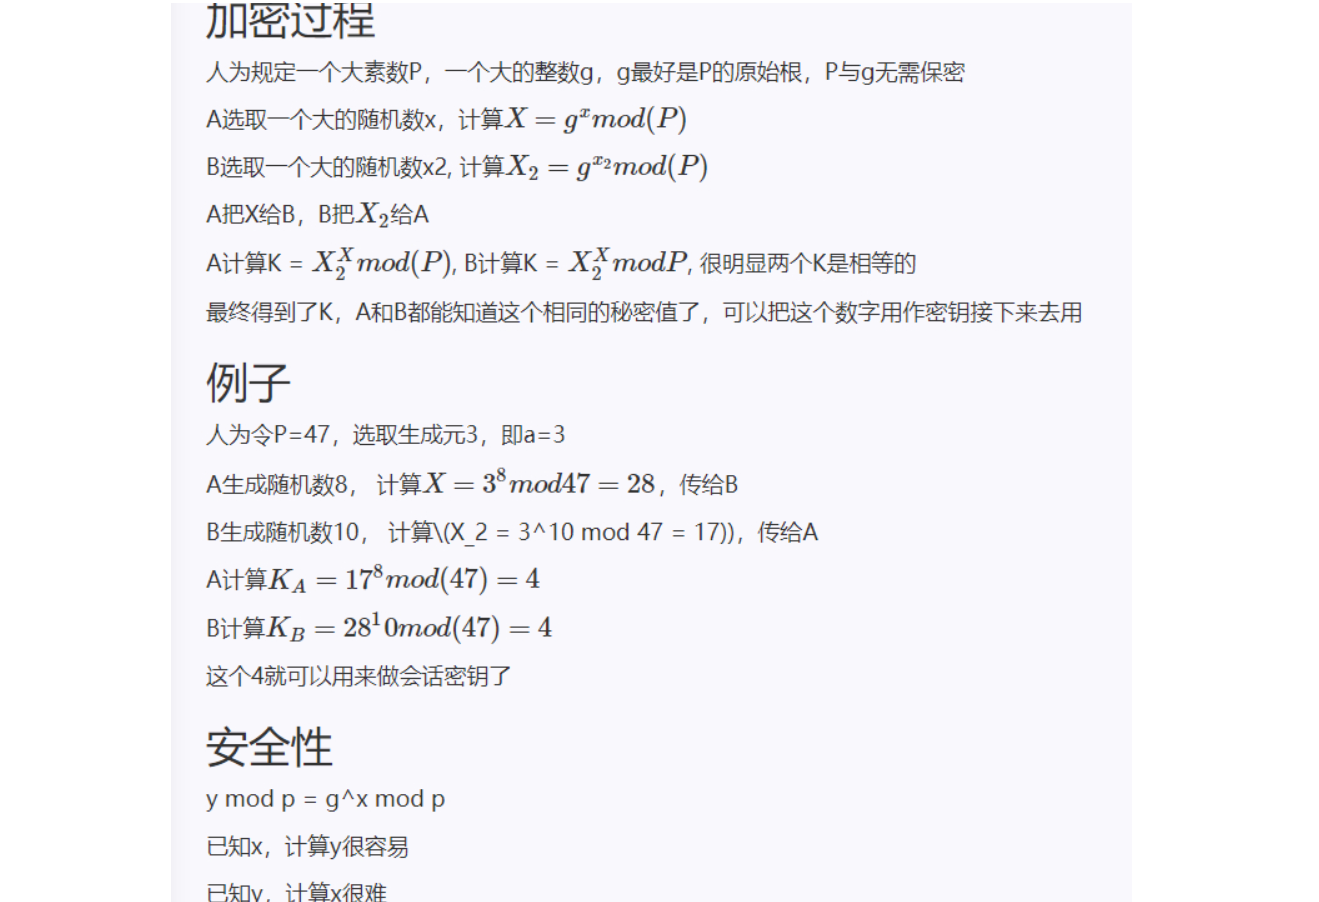 加密过程
人为规定一个大素数P，一个大的整数g，g最好是P的原始根，P与g无需保密
A选取一个大的随机数x，计算$X = g^x mod(P)$
B选取一个大的随机数x2, 计算$X_2 = g^{x_2} mod(P)$
A把X给B，B把$X_2$给A
A计算K = $X_2^X mod(P)$, B计算K = $X_2^X modP$, 很明显两个K是相等的
最终得到了K，A和B都能知道这个相同的秘密值了，可以把这个数字用作密钥接下来去用
例子
人为令P=47，选取生成元3，即a=3
A生成随机数8， 计算$X = 3^8 mod47 = 28$，传给B
B生成随机数10， 计算\(X_2 = 3^10 mod 47 = 17))，传给A
A计算$K_A = 17^8 mod(47) = 4$
B计算$K_B = 28^10mod(47) = 4$
这个4就可以用来做会话密钥了
安全性
y mod p = g^x mod p
已知x，计算y很容易
已知y，计算x很难